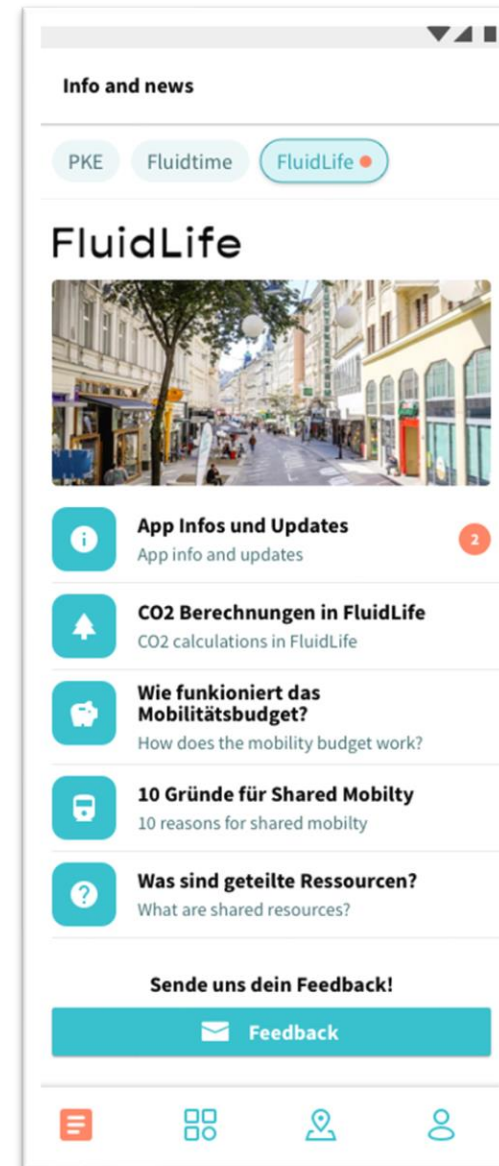 Info and news
PKE
Fluidtime
FluidLife
FluidLife
App Infos und Updates
App info and updates
2
CO2 Berechnungen in FluidLife
CO2 calculations in FluidLife
Wie funkioniert das
Mobilitätsbudget?
How does the mobility budget work?
10 Gründe für Shared Mobilty
10 reasons for shared mobilty
Was sind geteilte Ressourcen?
What are shared resources?
Sende uns dein Feedback!
Feedback